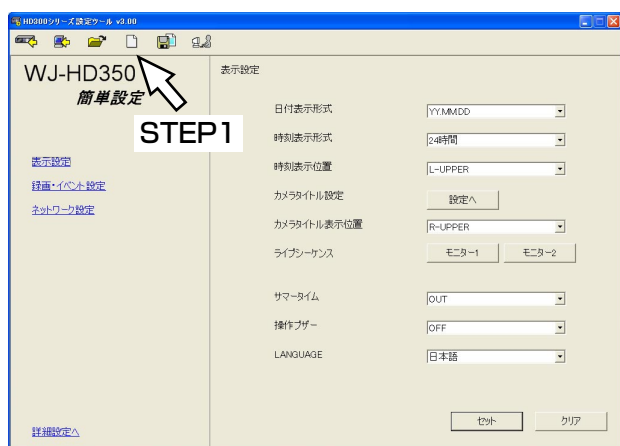 HD300シリーズ設定ツール v3.00
WJ-HD350
簡単設定
STEP1
表示設定
録画・イベント設定
ネットワーク設定
詳細設定へ
表示設定
日付表示形式 YY.MM.DD
時刻表示形式 24時間
時刻表示位置 L-UPPER
カメラタイトル設定 設定へ
カメラタイトル表示位置 R-UPPER
ライブシーケンス モニター1 モニター2
サマータイム OUT
操作ブザー OFF
LANGUAGE 日本語
セット クリア